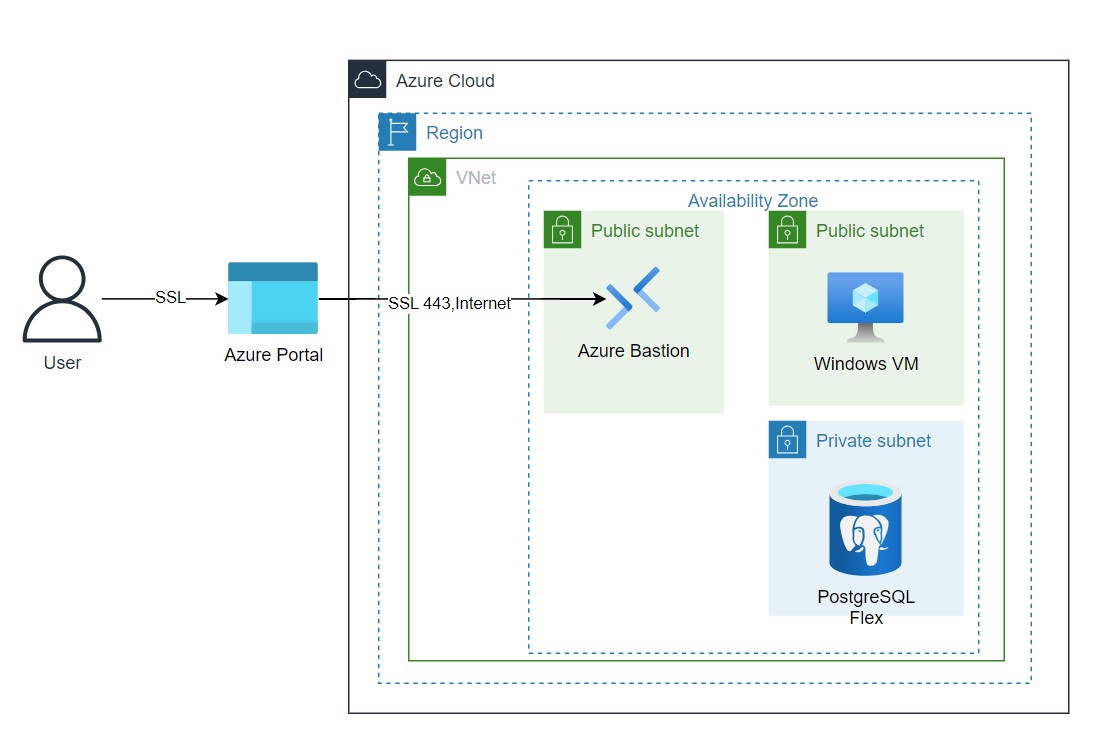 Azure Cloud
Region
VNet
Availability Zone
Public subnet
Public subnet
SSL
SSL 443,Internet
User
Azure Portal
Azure Bastion
Windows VM
Private subnet
PostgreSQL
Flex